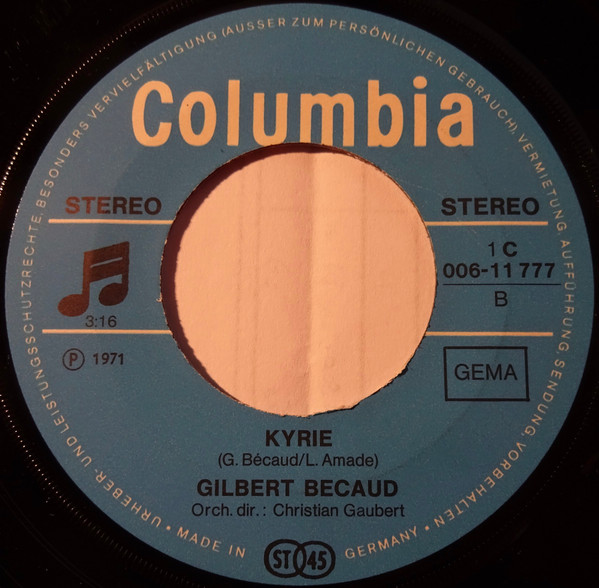 URHEBER- UND LEISTUNGSSCHUTZRECHTE, BESONDERS VERVIELFÄLTIGUNG (AUSSER ZUM PERSÖNLICHEN GEBRAUCH), VERMIETUNG, AUFFÜHRUNG, SENDUNG, VORBEHALTEN
Columbia
STEREO
STEREO
1 C
006-11 777
B
3:16
Ⓟ 1971
GEMA
KYRIE
(G. Bécaud/L. Amade)
GILBERT BECAUD
Orch. dir.: Christian Gaubert
• MADE IN
GERMANY •
ST 45